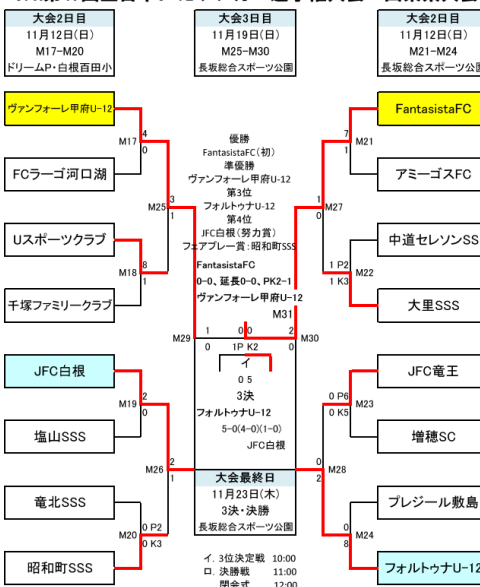 大会2日目
11月12日(日)
M17-M20
ドリームP・白根百田小
大会3日目
11月19日(日)
M25-M30
長坂総合スポーツ公園
大会2日目
11月12日(日)
M21-M24
長坂総合スポーツ公園
ヴァンフォーレ甲府U-12
FantasistaFC
4
M17
0
7
M21
1
FCラーゴ河口湖
アミーゴスFC
優勝
FantasistaFC(初)
準優勝
ヴァンフォーレ甲府U-12
第3位
フォルトゥナU-12
第4位
JFC白根(努力賞)
フェアプレー賞:昭和町SSS
3
M25
1
1
M27
0
Uスポーツクラブ
中道セレソンSS
8
M18
1
1 P2
M22
1 K3
千塚ファミリークラブ
大里SSS
FantasistaFC
0-0、延長0-0、PK2-1
ヴァンフォーレ甲府U-12
M31
M29
1
0
0 0
1P K2
2
0
M30
イ
0 5
3決
フォルトゥナU-12
5-0(4-0)(1-0)
JFC白根
JFC白根
JFC竜王
2
M19
0
0 P6
M23
0 K5
塩山SSS
増穂SC
2
M26
1
0
M28
2
大会最終日
11月23日(木)
3決・決勝
長坂総合スポーツ公園
竜北SSS
プレジール敷島
0 P2
M20
0 K3
0
M24
8
昭和町SSS
フォルトゥナU-12
イ. 3位決定戦 10:00
ロ. 決勝戦 11:00
閉会式 12:00